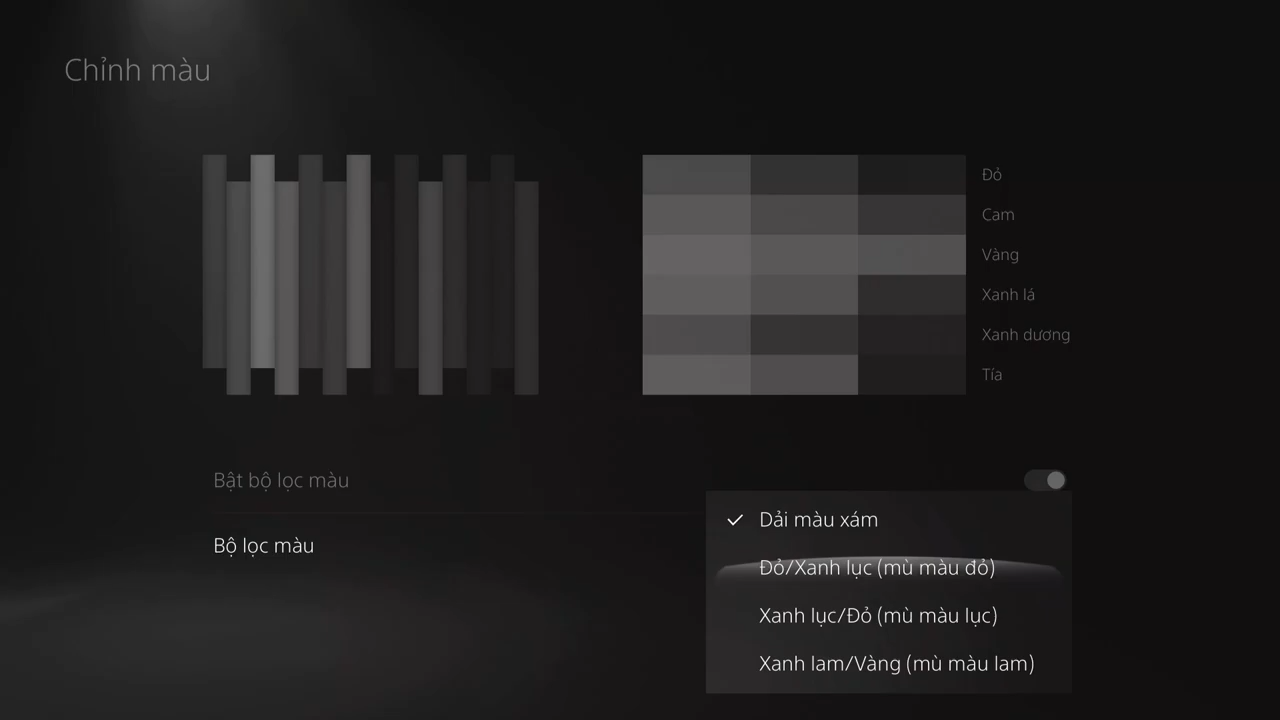 Chỉnh màu
Đỏ
Cam
Vàng
Xanh lá
Xanh dương
Tía
Bật bộ lọc màu
Bộ lọc màu
Dải màu xám
Đỏ/Xanh lục (mù màu đỏ)
Xanh lục/Đỏ (mù màu lục)
Xanh lam/Vàng (mù màu lam)